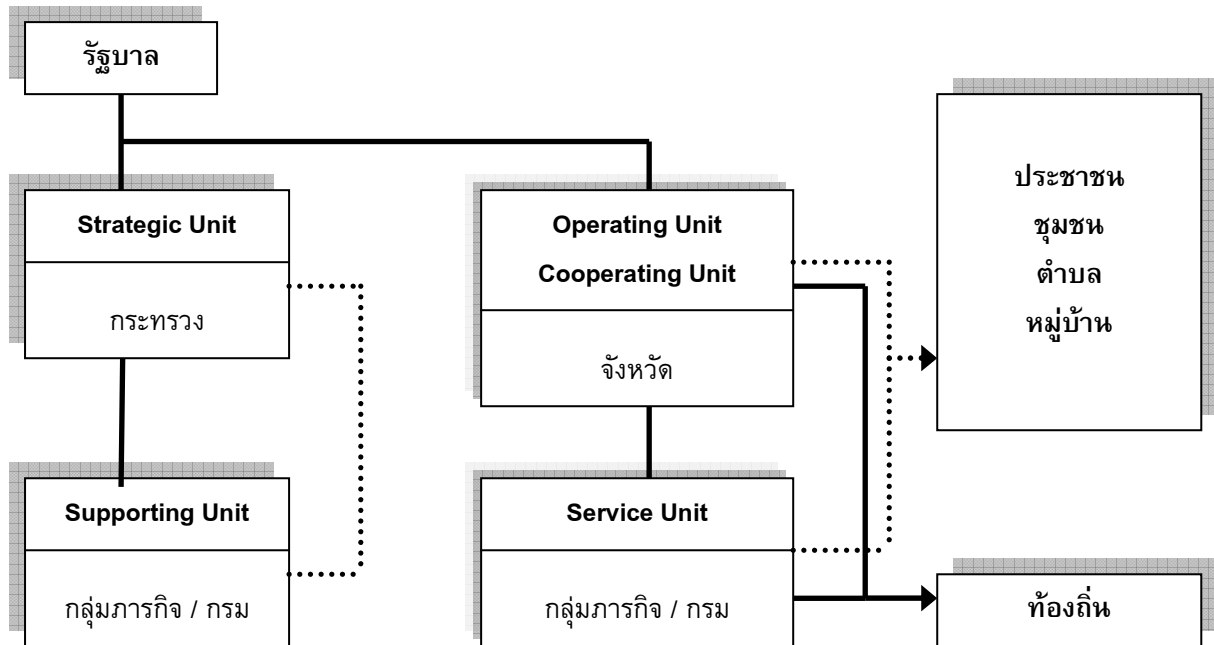 รัฐบาล
Strategic Unit
กระทรวง
Supporting Unit
กลุ่มภารกิจ / กรม
Operating Unit
Cooperating Unit
จังหวัด
Service Unit
กลุ่มภารกิจ / กรม
ประชาชน
ชุมชน
ตำบล
หมู่บ้าน
ท้องถิ่น